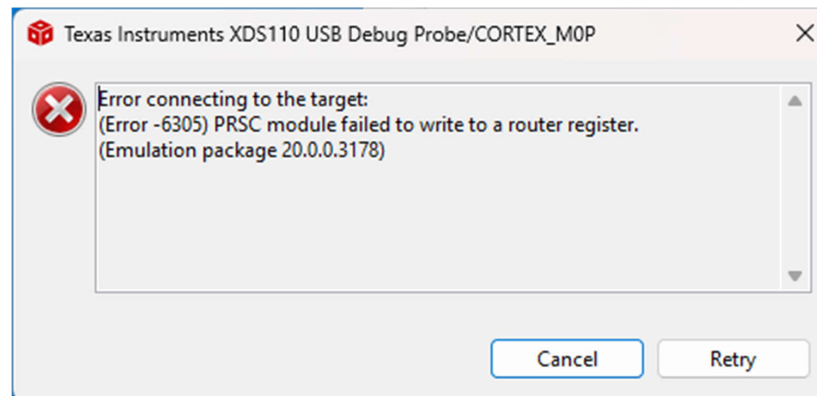 Texas Instruments XDS110 USB Debug Probe/CORTEX_M0P
Error connecting to the target:
(Error -6305) PRSC module failed to write to a router register.
(Emulation package 20.0.0.3178)
Cancel
Retry